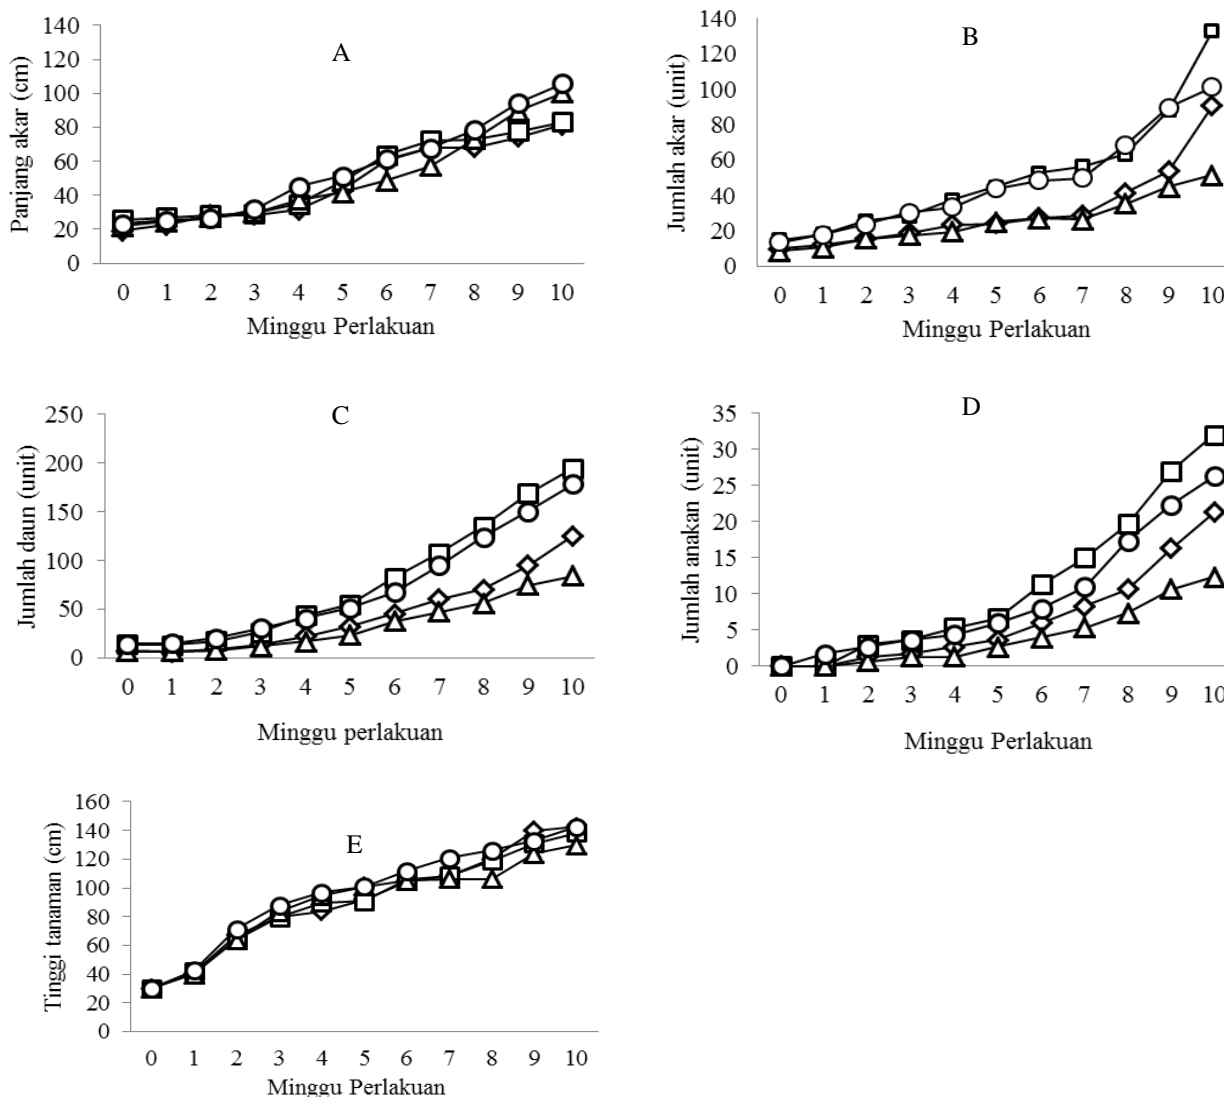 A
Panjang akar (cm)
140
120
100
80
60
40
20
0
0 1 2 3 4 5 6 7 8 9 10
Minggu Perlakuan
B
Jumlah akar (unit)
140
120
100
80
60
40
20
0
0 1 2 3 4 5 6 7 8 9 10
Minggu Perlakuan
C
Jumlah daun (unit)
250
200
150
100
50
0
0 1 2 3 4 5 6 7 8 9 10
Minggu perlakuan
D
Jumlah anakan (unit)
35
30
25
20
15
10
5
0
0 1 2 3 4 5 6 7 8 9 10
Minggu Perlakuan
E
Tinggi tanaman (cm)
160
140
120
100
80
60
40
20
0
0 1 2 3 4 5 6 7 8 9 10
Minggu Perlakuan